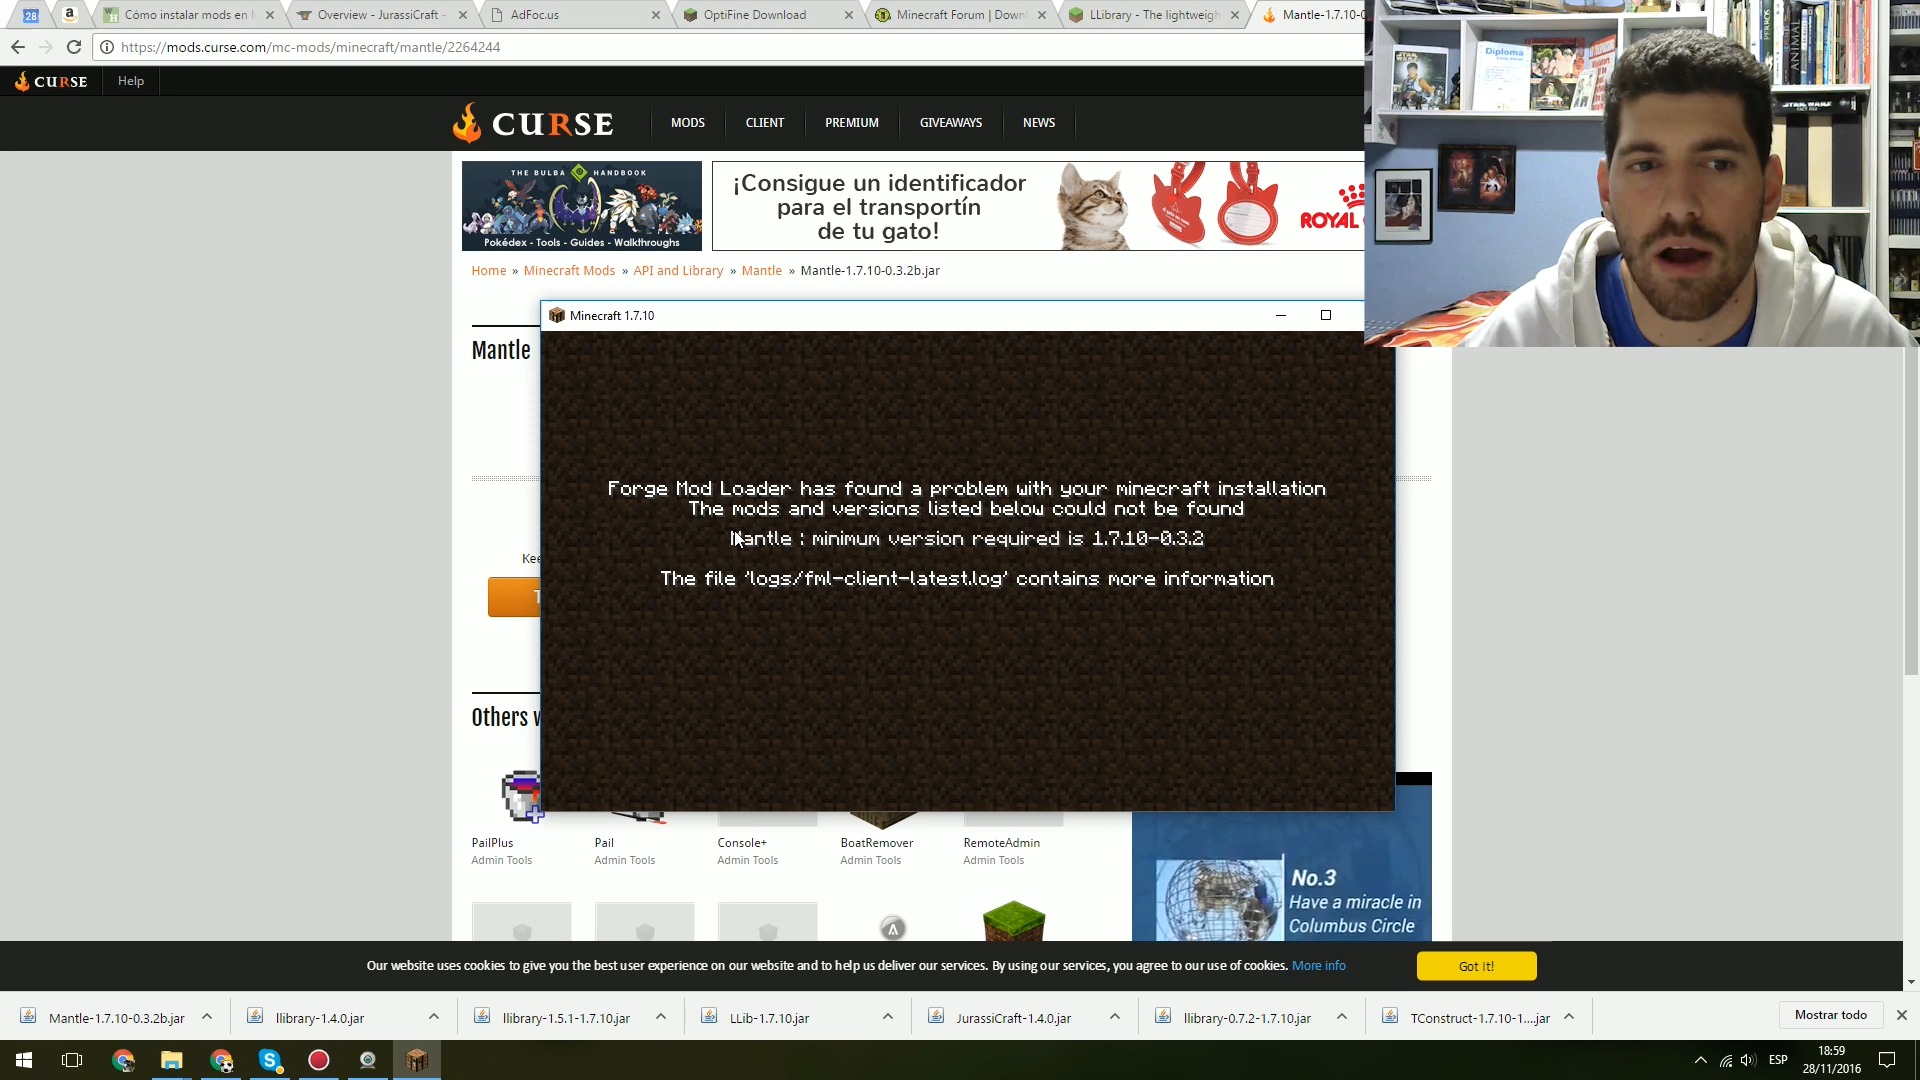 28
Cómo instalar mods en
Overview - JurassiCraft -
AdFoc.us
OptiFine Download
Minecraft Forum | Down
LLibrary - The lightweigh
Mantle-1.7.10-0
https://mods.curse.com/mc-mods/minecraft/mantle/2264244
CURSE
Help
CURSE
MODS
CLIENT
PREMIUM
GIVEAWAYS
NEWS
THE BULBA HANDBOOK
Pokédex - Tools - Guides - Walkthroughs
¡Consigue un identificador
para el transportín
de tu gato!
ROYAL
Home » Minecraft Mods » API and Library » Mantle » Mantle-1.7.10-0.3.2b.jar
Diploma
STAR WARS
ANIMAL
PERROS
STAR WARS
Minecraft 1.7.10
Mantle
Forge Mod Loader has found a problem with your minecraft installation
The mods and versions listed below could not be found
Mantle : minimum version required is 1.7.10-0.3.2
The file 'logs/fml-client-latest.log' contains more information
Kee
T
Others w
PailPlus
Admin Tools
Pail
Admin Tools
Console+
Admin Tools
BoatRemover
Admin Tools
RemoteAdmin
Admin Tools
No.3
Have a miracle in
Columbus Circle
Our website uses cookies to give you the best user experience on our website and to help us deliver our services. By using our services, you agree to our use of cookies. More info
Got it!
Mantle-1.7.10-0.3.2b.jar
llibrary-1.4.0.jar
llibrary-1.5.1-1.7.10.jar
LLib-1.7.10.jar
JurassiCraft-1.4.0.jar
llibrary-0.7.2-1.7.10.jar
TConstruct-1.7.10-1....jar
Mostrar todo
ESP
18:59
28/11/2016